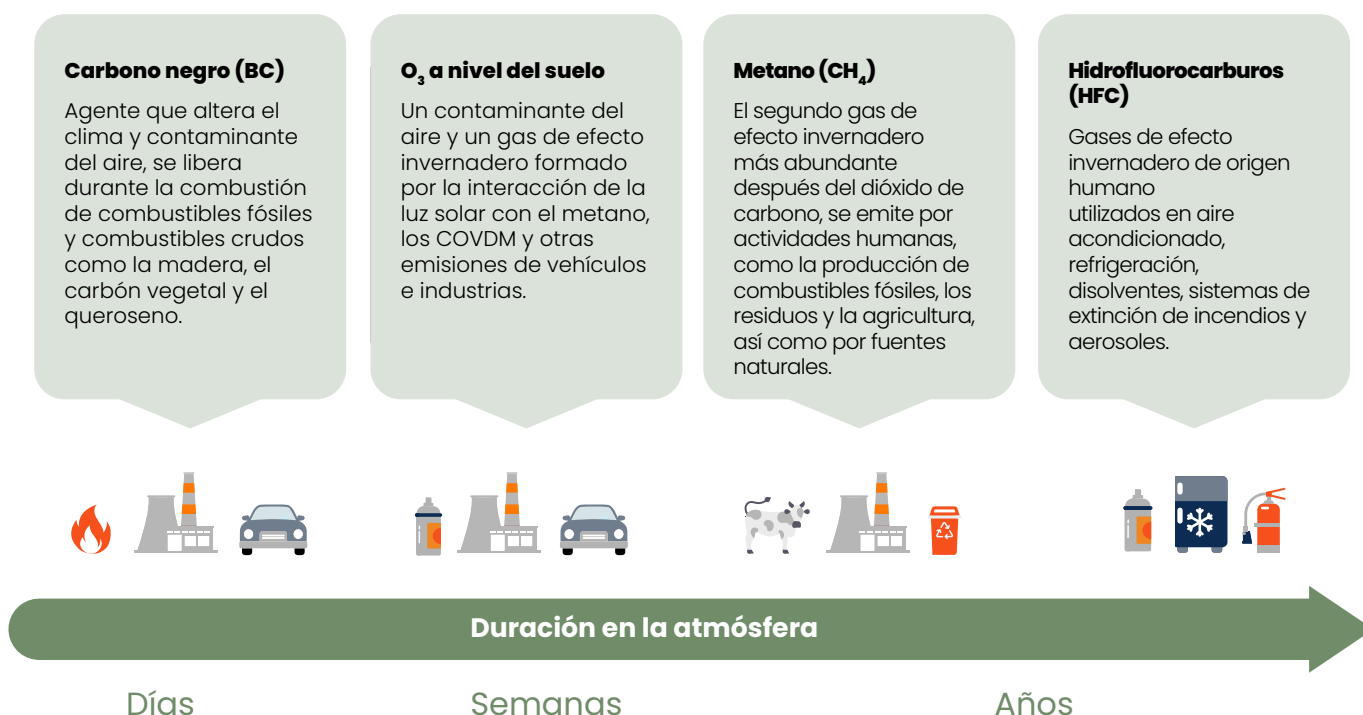 Carbono negro (BC)
Agente que altera el
clima y contaminante
del aire, se libera
durante la combustión
de combustibles fósiles
y combustibles crudos
como la madera, el
carbón vegetal y el
queroseno.
O₃ a nivel del suelo
Un contaminante del
aire y un gas de efecto
invernadero formado
por la interacción de la
luz solar con el metano,
los COVDM y otras
emisiones de vehículos
e industrias.
Metano (CH₄)
El segundo gas de
efecto invernadero
más abundante
después del dióxido de
carbono, se emite por
actividades humanas,
como la producción de
combustibles fósiles, los
residuos y la agricultura,
así como por fuentes
naturales.
Hidrofluorocarburos
(HFC)
Gases de efecto
invernadero de origen
humano
utilizados en aire
acondicionado,
refrigeración,
disolventes, sistemas de
extinción de incendios y
aerosoles.
Duración en la atmósfera
Días
Semanas
Años